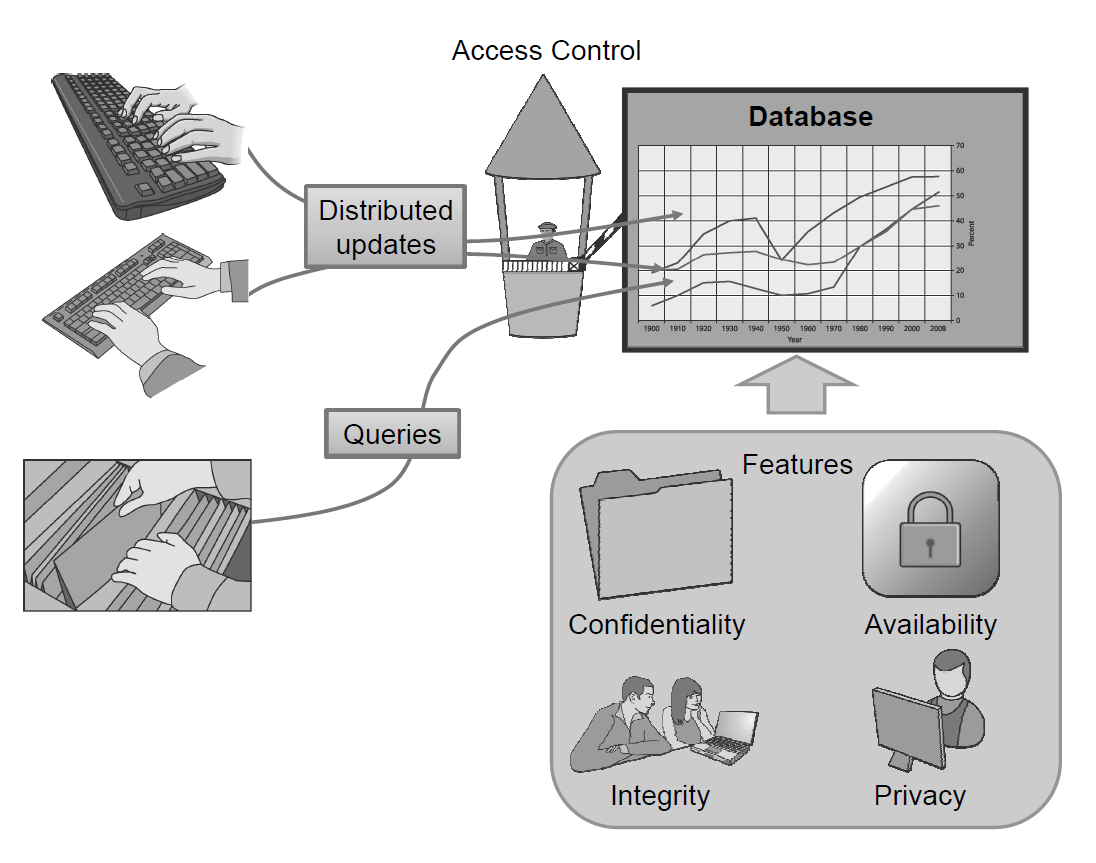 Access Control
Database
Distributed
updates
70
60
50
40
30
20
10
0
Percent
1900 1910 1920 1930 1940 1950 1960 1970 1980 1990 2000 2008
Year
Queries
Features
Confidentiality
Availability
Integrity
Privacy